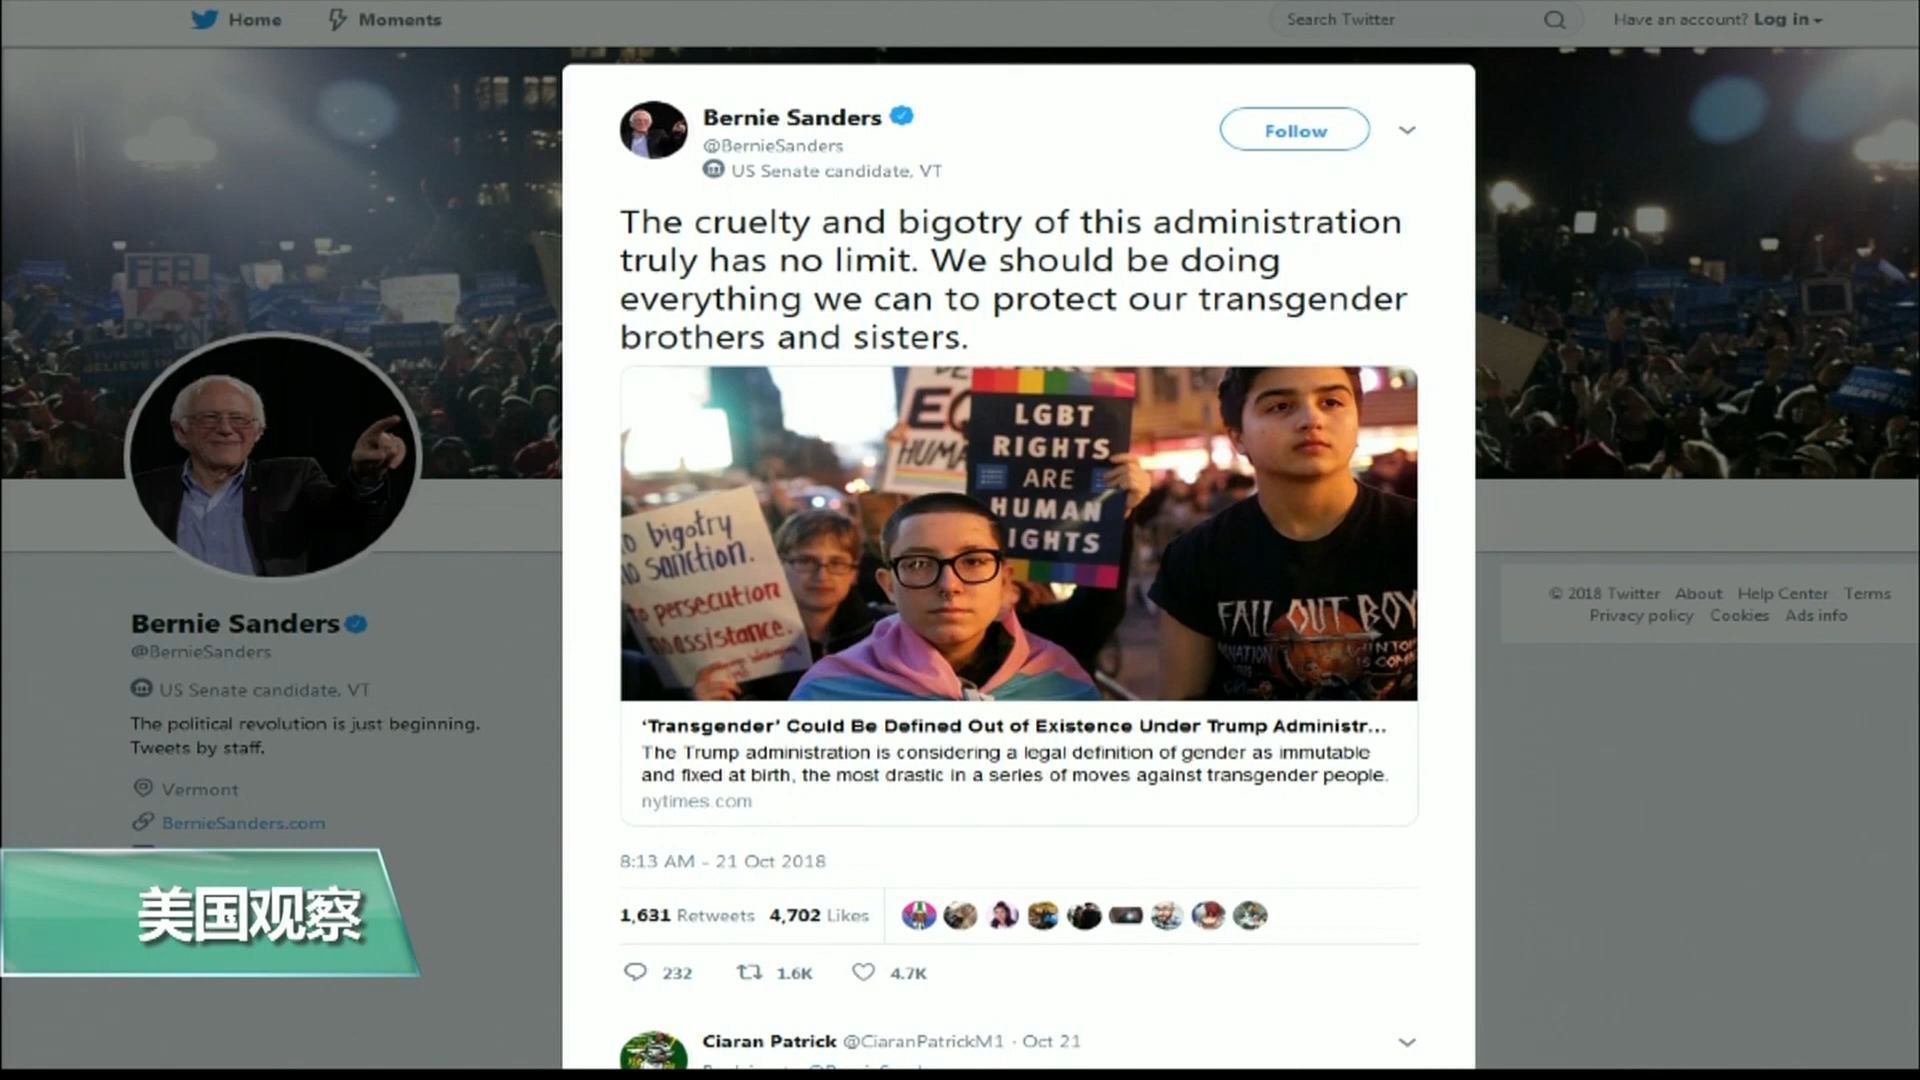 Home
Moments
Search Twitter
Have an account? Log in
Bernie Sanders
@BernieSanders
US Senate candidate, VT
Follow
The cruelty and bigotry of this administration
truly has no limit. We should be doing
everything we can to protect our transgender
brothers and sisters.
EQ
HUMA
LGBT
RIGHTS
ARE
HUMAN
IGHTS
o bigotry
o sanction.
o persecution
no assistance.
FALL OUT BOY
'Transgender' Could Be Defined Out of Existence Under Trump Administr...
The Trump administration is considering a legal definition of gender as immutable
and fixed at birth, the most drastic in a series of moves against transgender people.
nytimes.com
8:13 AM - 21 Oct 2018
1,631 Retweets 4,702 Likes
232 1.6K 4.7K
Ciaran Patrick @CiaranPatrickM1 · Oct 21
Bernie Sanders
@BernieSanders
US Senate candidate, VT
The political revolution is just beginning.
Tweets by staff.
Vermont
BernieSanders.com
© 2018 Twitter About Help Center Terms
Privacy policy Cookies Ads info
美国观察